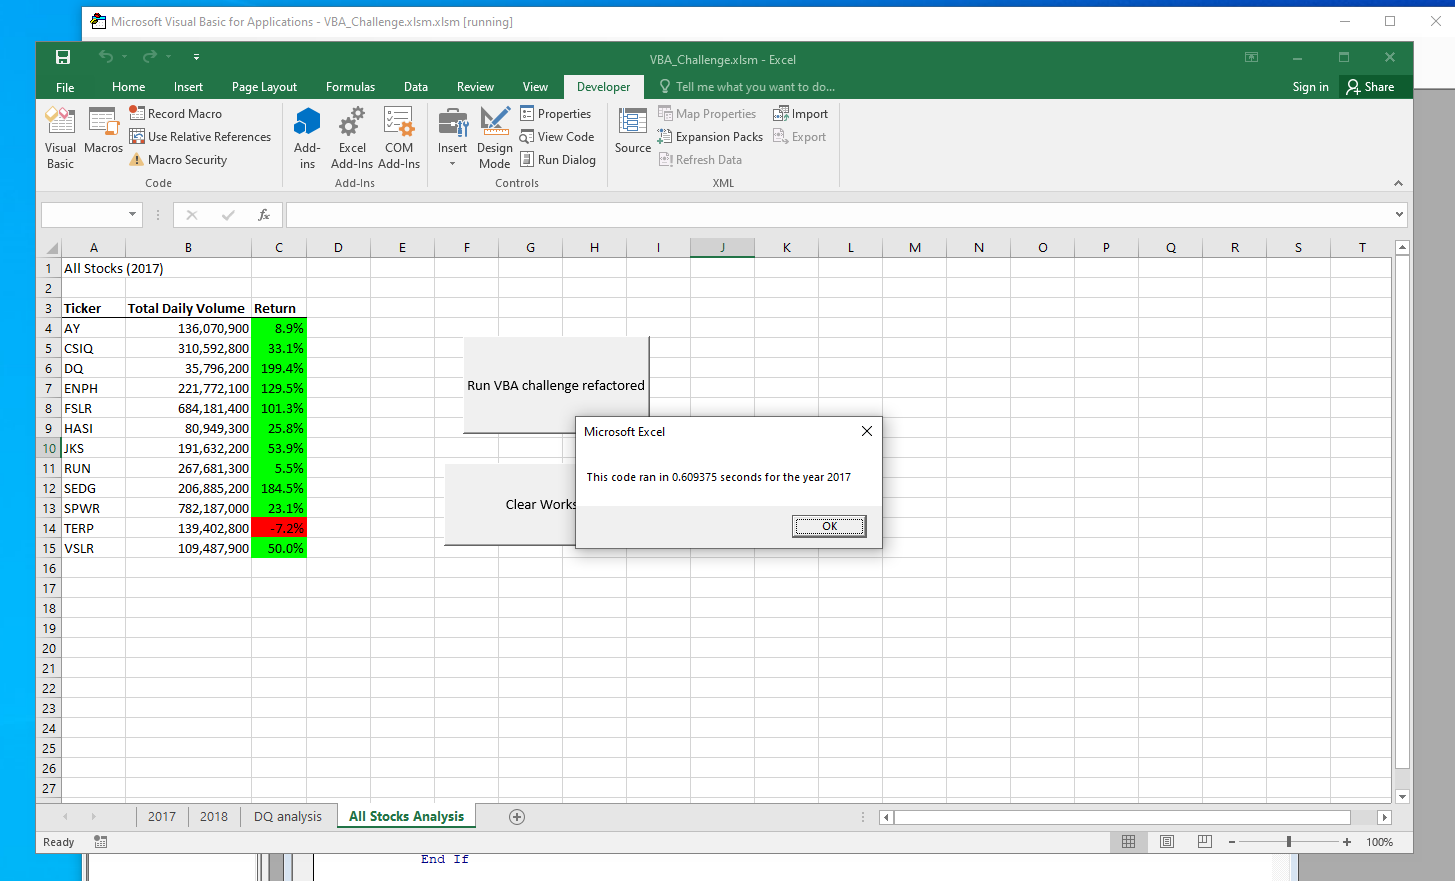 Microsoft Visual Basic for Applications - VBA_Challenge.xlsm.xlsm [running]
VBA_Challenge.xlsm - Excel
File Home Insert Page Layout Formulas Data Review View Developer Tell me what you want to do... Sign in Share
Visual Basic
Macros
Record Macro
Use Relative References
Macro Security
Code
Add-ins
Excel Add-Ins
COM Add-Ins
Add-Ins
Insert
Design Mode
Properties
View Code
Run Dialog
Controls
Source
Map Properties
Expansion Packs
Refresh Data
Import
Export
XML
fx
A B C D E F G H I J K L M N O P Q R S T
1 All Stocks (2017)
2
3 Ticker Total Daily Volume Return
4 AY 136,070,900 8.9%
5 CSIQ 310,592,800 33.1%
6 DQ 35,796,200 199.4%
7 ENPH 221,772,100 129.5%
8 FSLR 684,181,400 101.3%
9 HASI 80,949,300 25.8%
10 JKS 191,632,200 53.9%
11 RUN 267,681,300 5.5%
12 SEDG 206,885,200 184.5%
13 SPWR 782,187,000 23.1%
14 TERP 139,402,800 -7.2%
15 VSLR 109,487,900 50.0%
16
17
18
19
20
21
22
23
24
25
26
27
Run VBA challenge refactored
Clear Works
Microsoft Excel
This code ran in 0.609375 seconds for the year 2017
OK
2017 2018 DQ analysis All Stocks Analysis
Ready 100%
End If